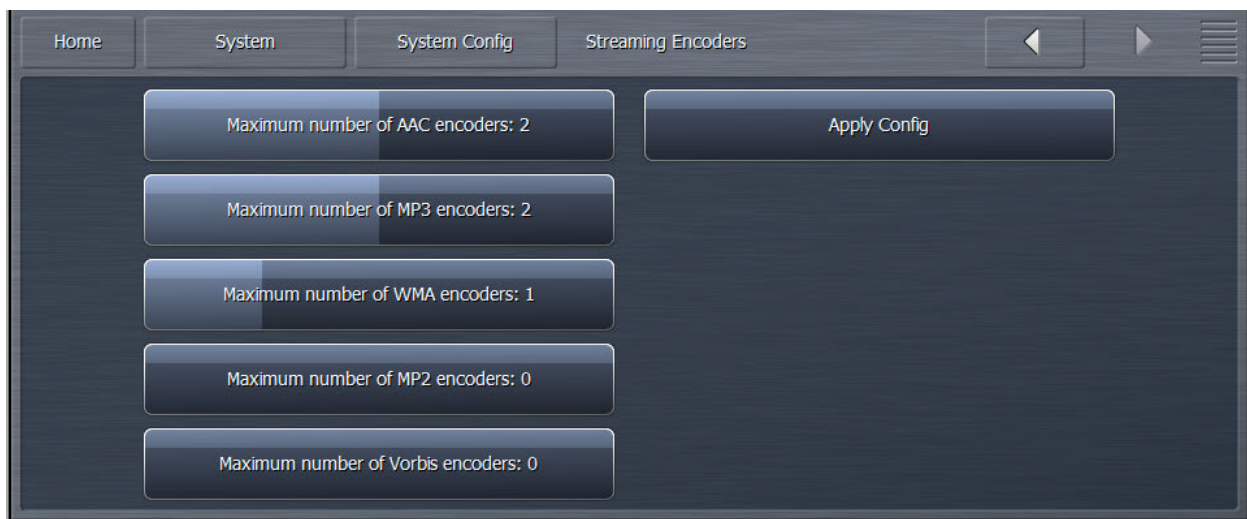 Home
System
System Config
Streaming Encoders
Maximum number of AAC encoders: 2
Apply Config
Maximum number of MP3 encoders: 2
Maximum number of WMA encoders: 1
Maximum number of MP2 encoders: 0
Maximum number of Vorbis encoders: 0